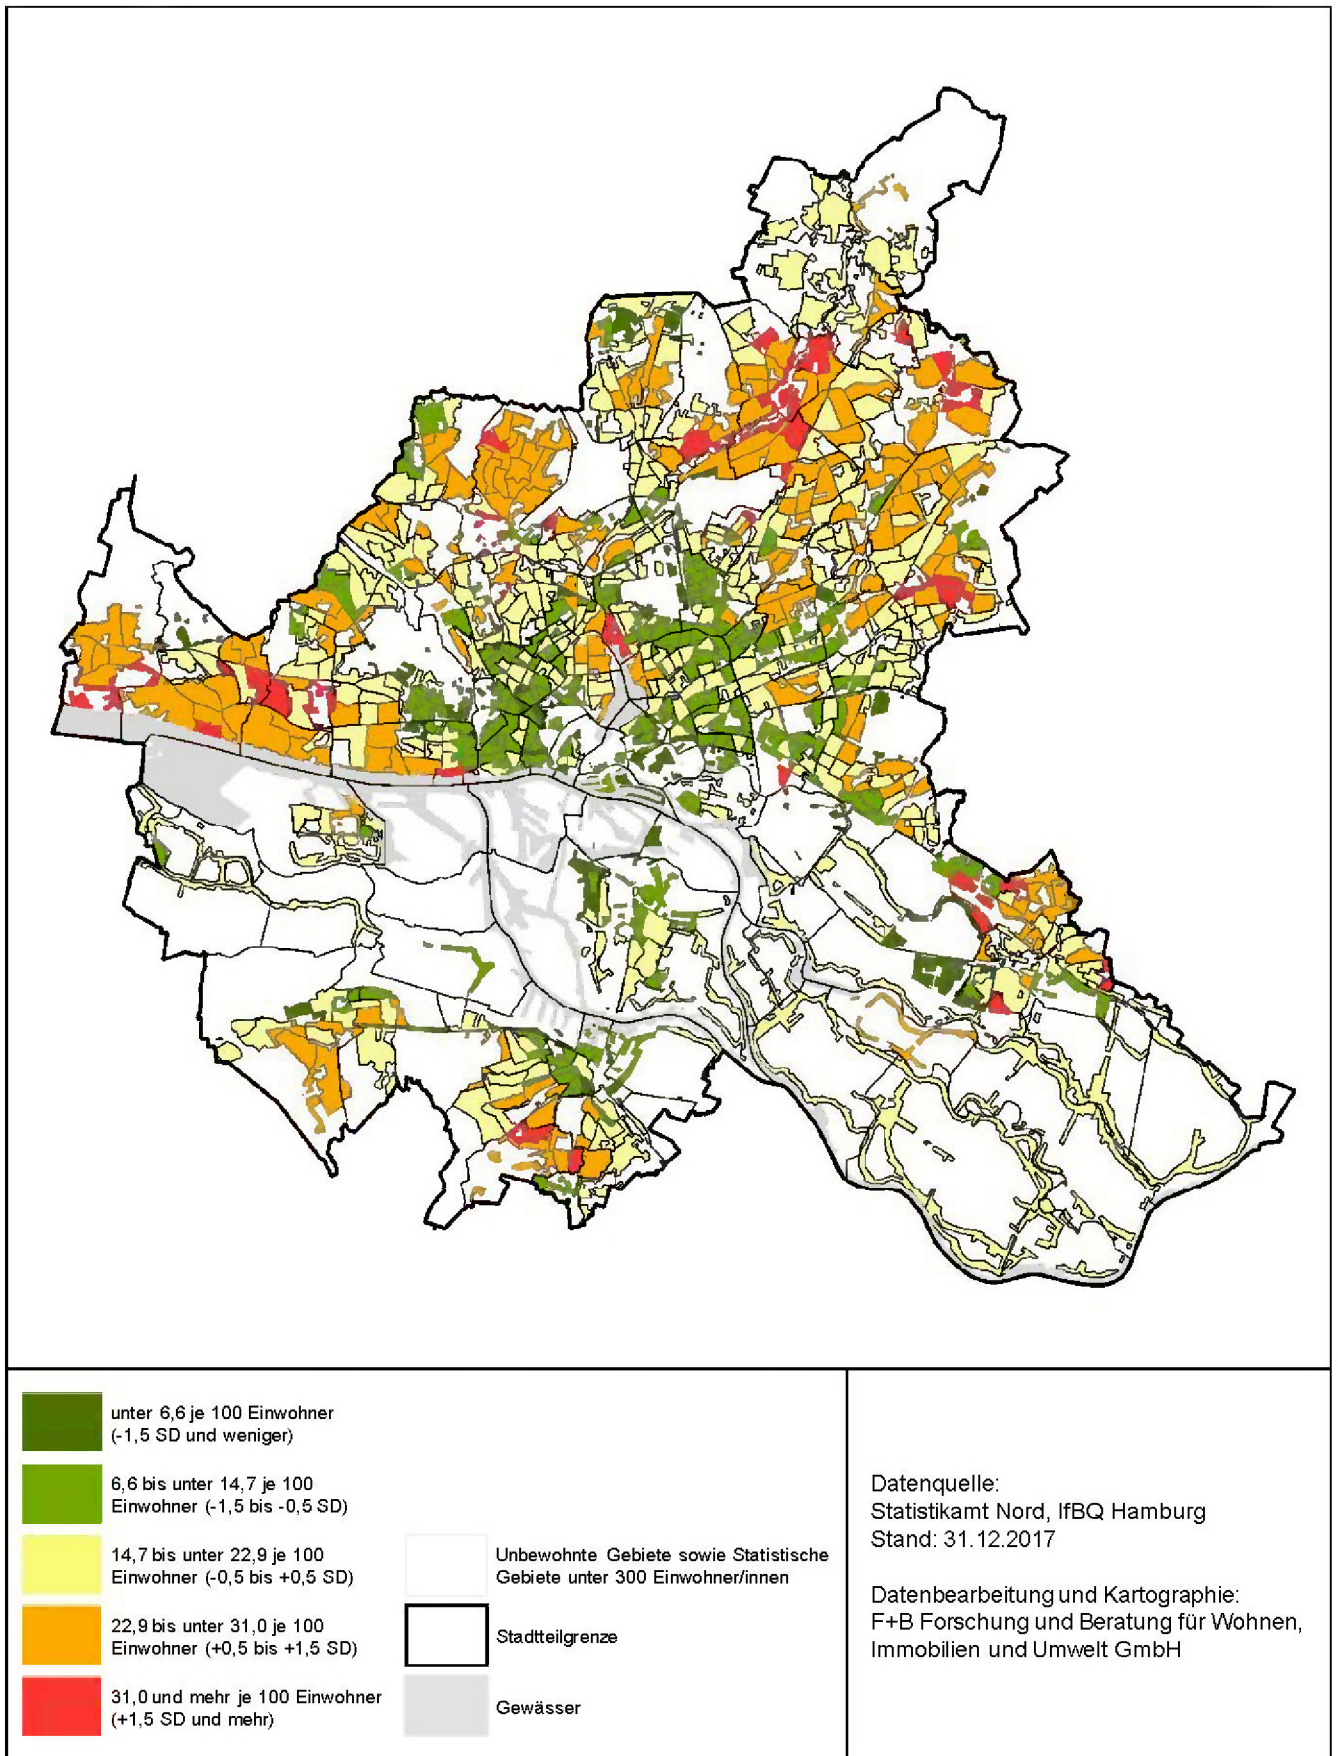 unter 6,6 je 100 Einwohner
(-1,5 SD und weniger)
6,6 bis unter 14,7 je 100
Einwohner (-1,5 bis -0,5 SD)
14,7 bis unter 22,9 je 100
Einwohner (-0,5 bis +0,5 SD)
22,9 bis unter 31,0 je 100
Einwohner (+0,5 bis +1,5 SD)
31,0 und mehr je 100 Einwohner
(+1,5 SD und mehr)
Unbewohnte Gebiete sowie Statistische
Gebiete unter 300 Einwohner/innen
Stadtteilgrenze
Gewässer
Datenquelle:
Statistikamt Nord, IfBQ Hamburg
Stand: 31.12.2017
Datenbearbeitung und Kartographie:
F+B Forschung und Beratung für Wohnen,
Immobilien und Umwelt GmbH